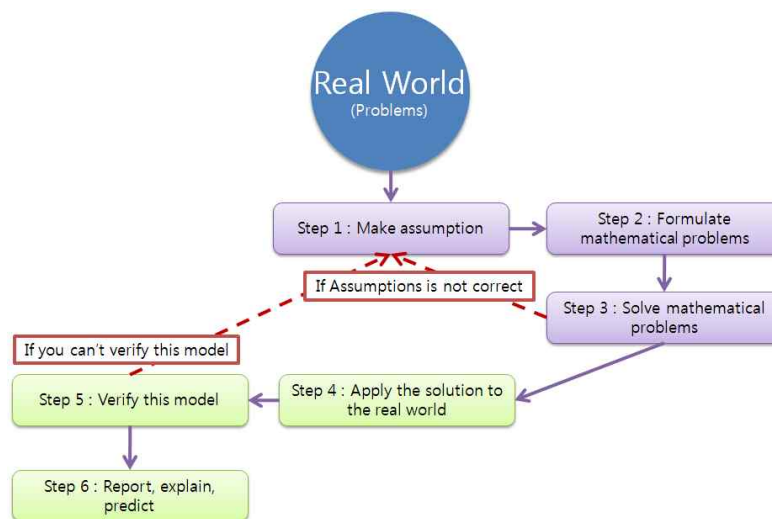 Real World
(Problems)
Step 1 : Make assumption
Step 2 : Formulate
mathematical problems
If Assumptions is not correct
Step 3 : Solve mathematical
problems
If you can't verify this model
Step 4 : Apply the solution to
the real world
Step 5 : Verify this model
Step 6 : Report, explain,
predict